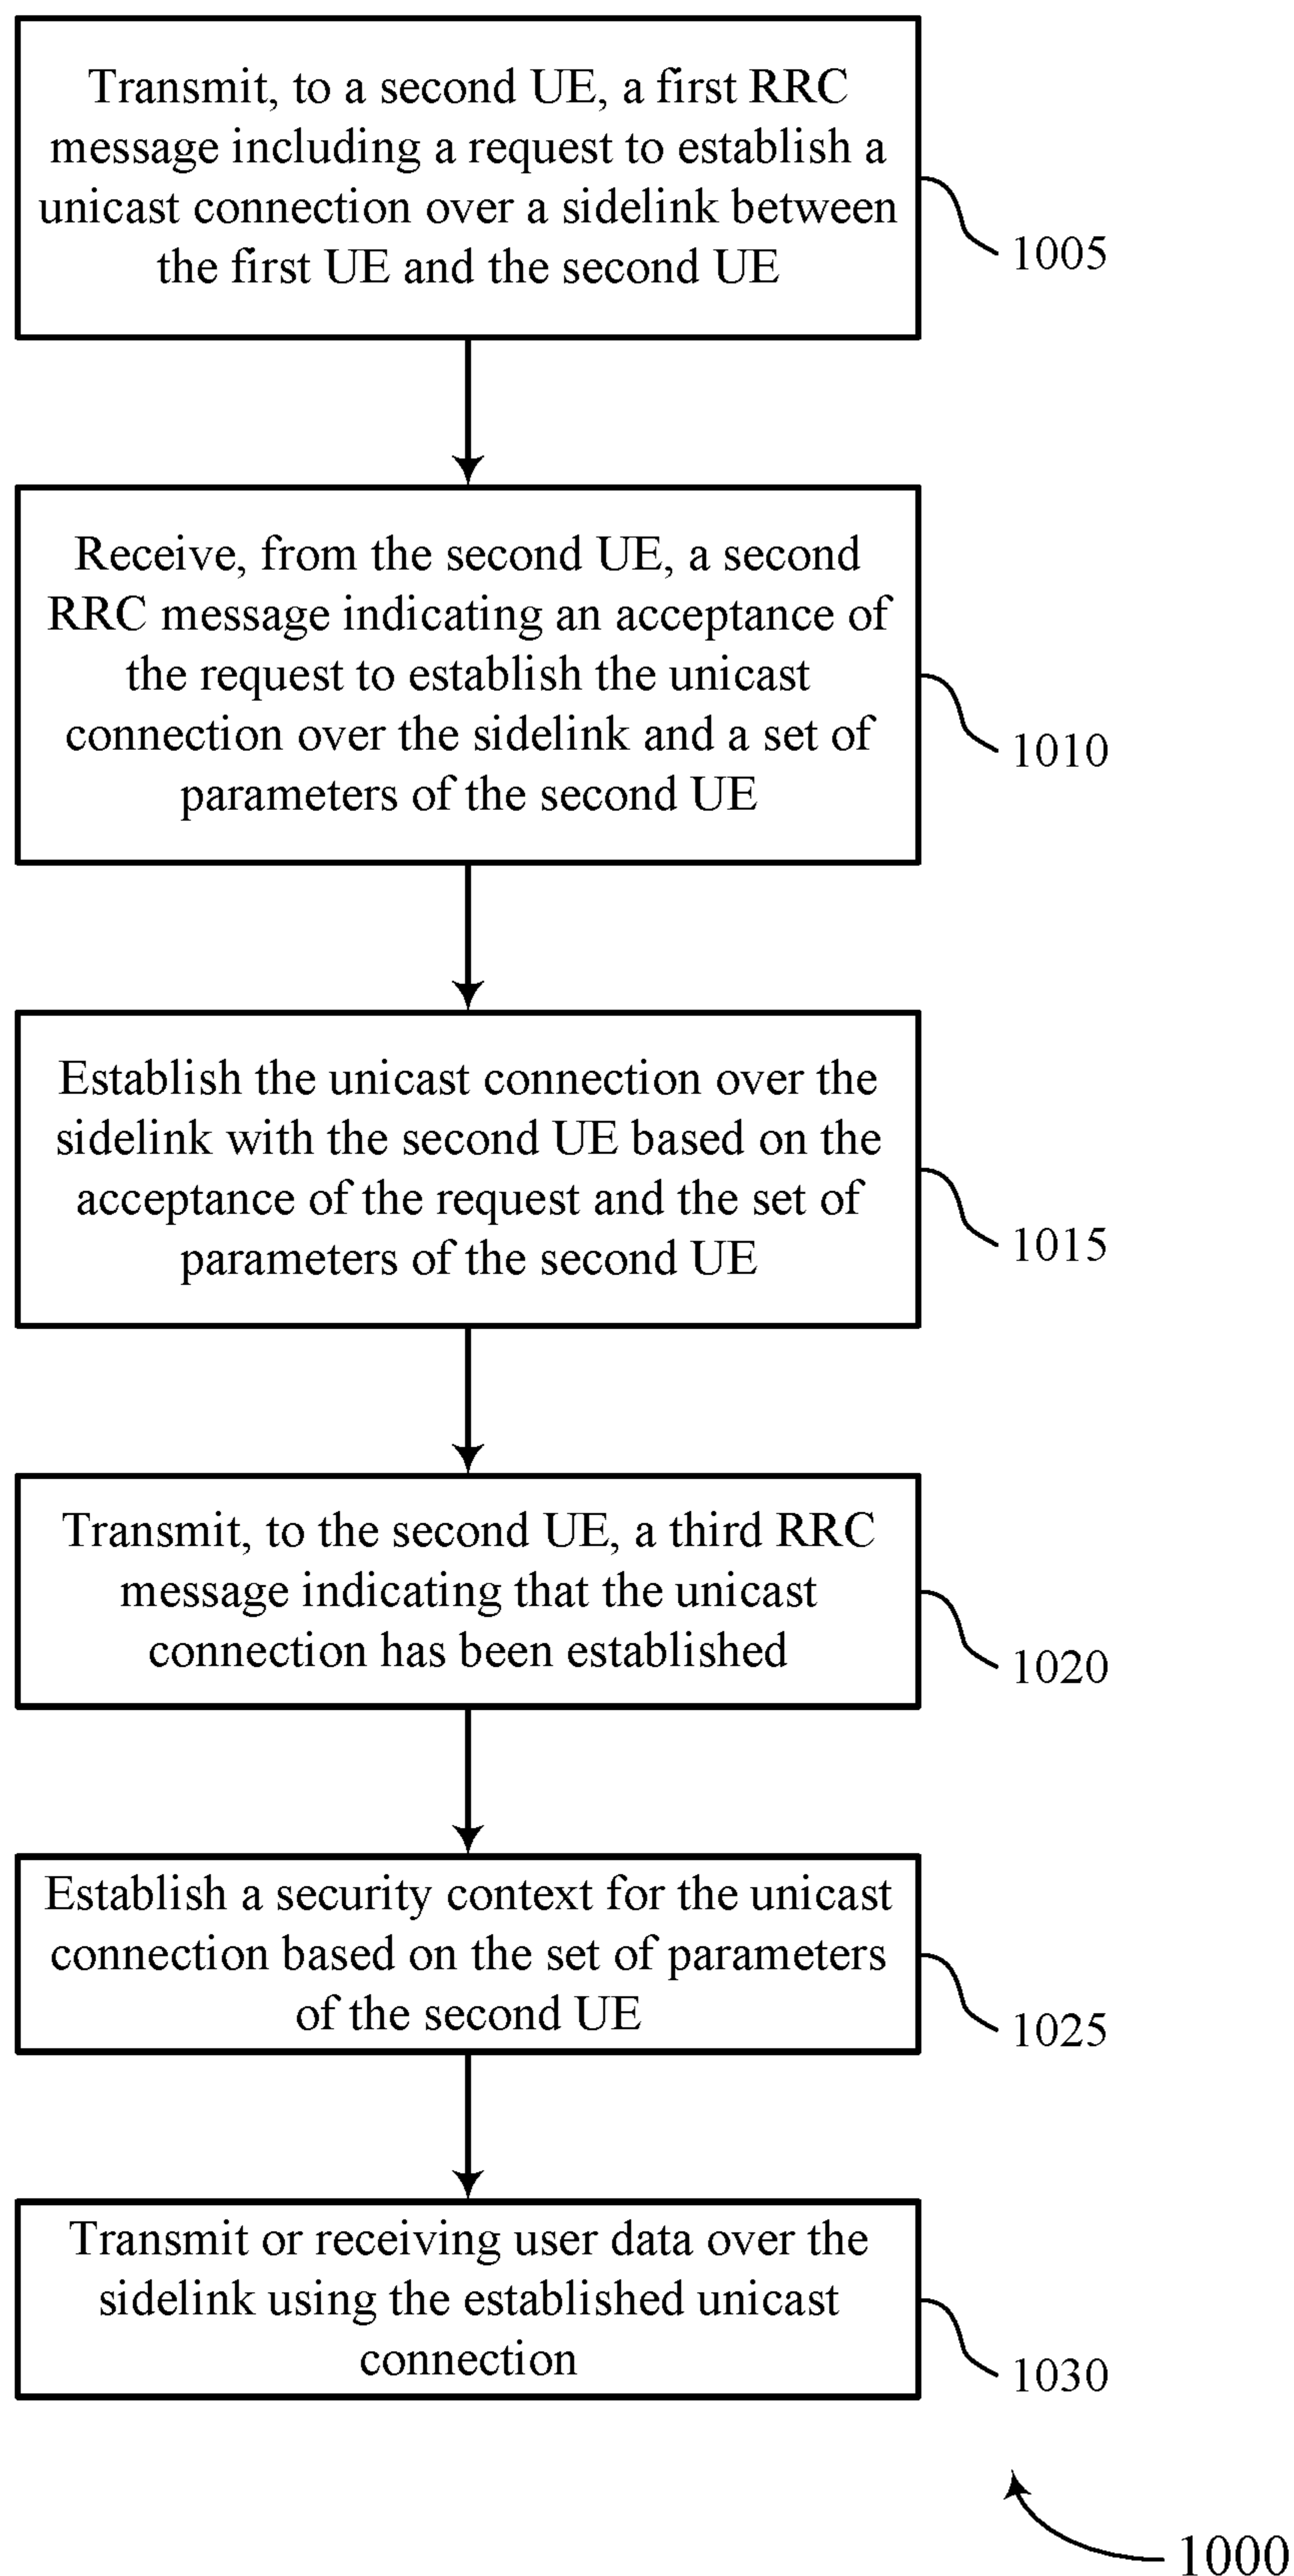 Transmit, to a second UE, a first RRC
message including a request to establish a
unicast connection over a sidelink between
the first UE and the second UE
1005
Receive, from the second UE, a second
RRC message indicating an acceptance of
the request to establish the unicast
connection over the sidelink and a set of
parameters of the second UE
1010
Establish the unicast connection over the
sidelink with the second UE based on the
acceptance of the request and the set of
parameters of the second UE
1015
Transmit, to the second UE, a third RRC
message indicating that the unicast
connection has been established
1020
Establish a security context for the unicast
connection based on the set of parameters
of the second UE
1025
Transmit or receiving user data over the
sidelink using the established unicast
connection
1030
1000